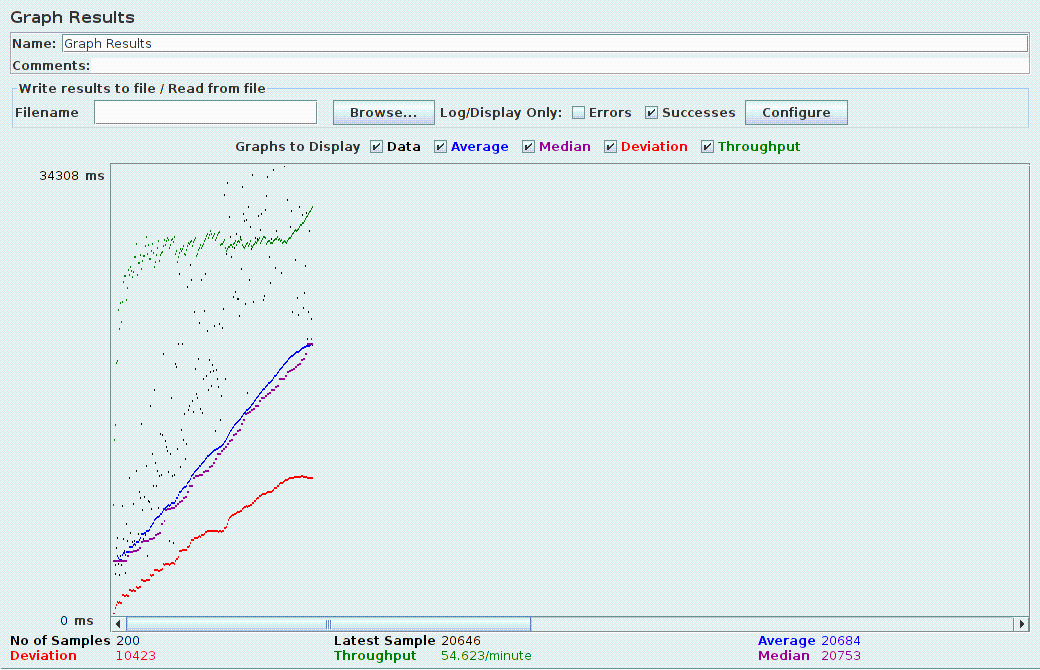 Graph Results
Name: Graph Results
Comments:
Write results to file / Read from file
Filename Browse... Log/Display Only: Errors Successes Configure
Graphs to Display Data Average Median Deviation Throughput
34308 ms
0 ms
No of Samples 200 Latest Sample 20646 Average 20684
Deviation 10423 Throughput 54.623/minute Median 20753